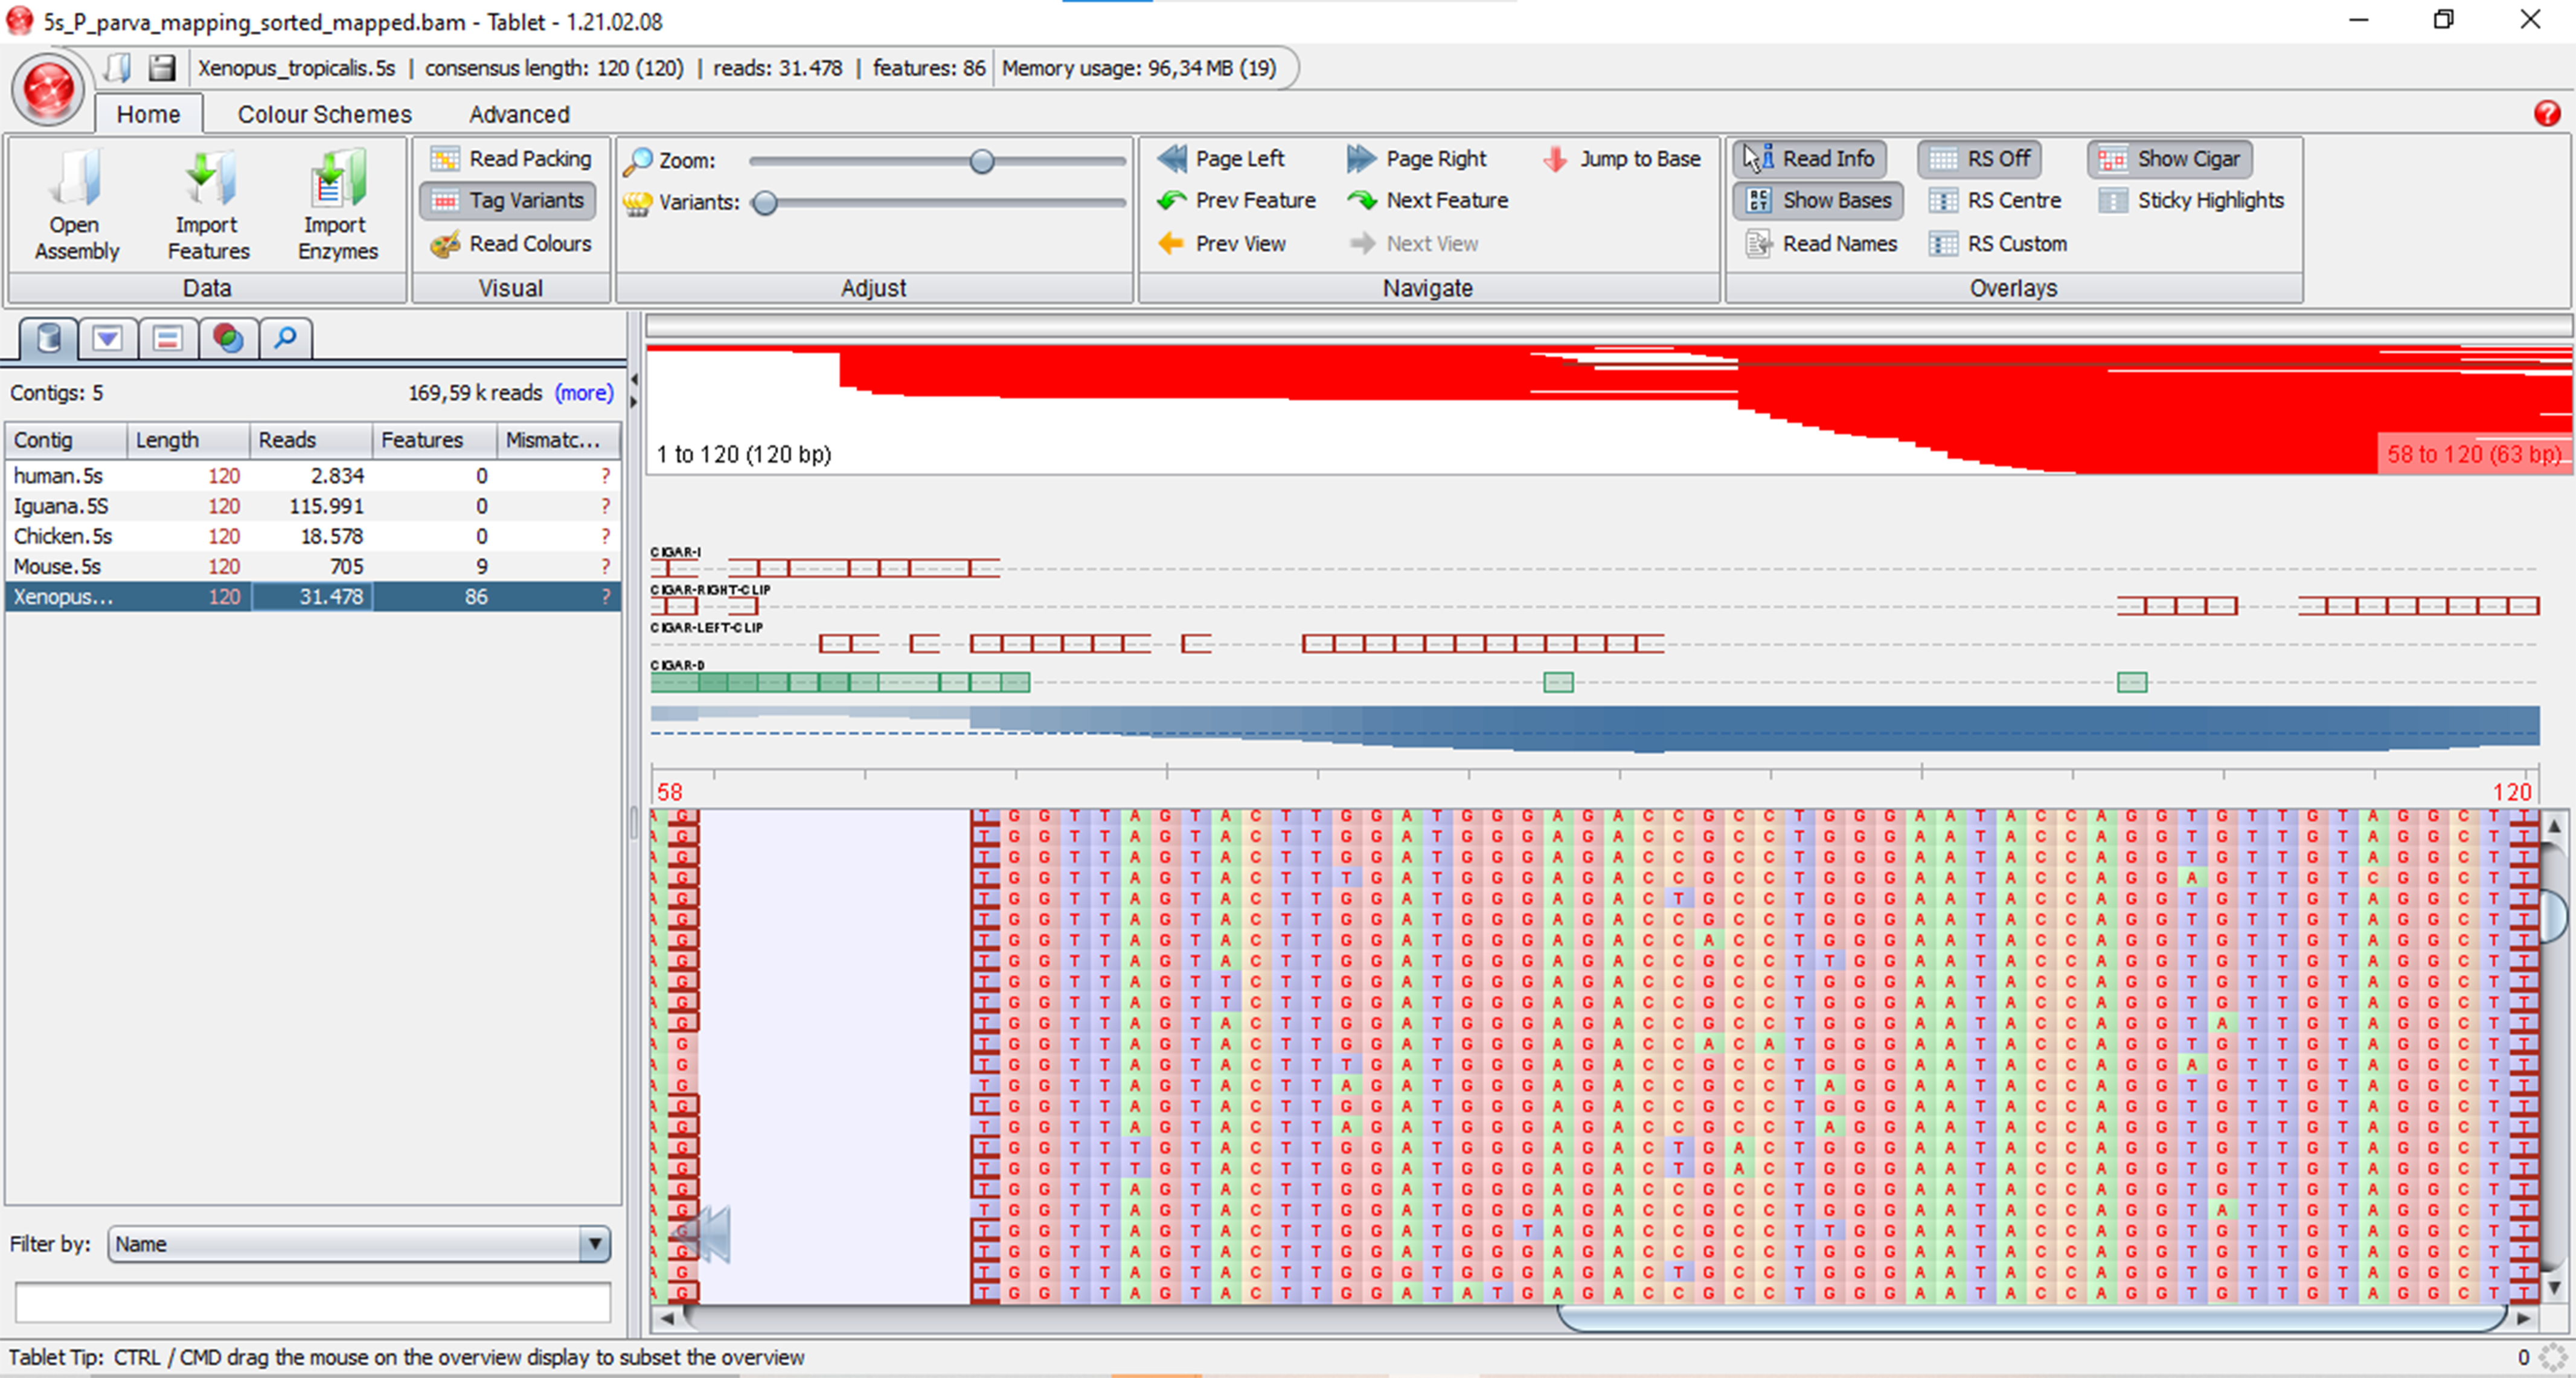 5s_P_parva_mapping_sorted_mapped.bam - Tablet - 1.21.02.08
Xenopus_tropicalis.5s | consensus length: 120 (120) | reads: 31.478 | features: 86 Memory usage: 96,34 MB (19)
Home Colour Schemes Advanced
Open Assembly
Import Features
Import Enzymes
Data
Read Packing
Tag Variants
Read Colours
Visual
Zoom:
Variants:
Adjust
Page Left Page Right Jump to Base
Prev Feature Next Feature
Prev View Next View
Navigate
Read Info RS Off Show Cigar
Show Bases RS Centre Sticky Highlights
Read Names RS Custom
Overlays
Contigs: 5 169,59 k reads (more)
Contig Length Reads Features Mismatc...
human.5s 120 2.834 0 ?
Iguana.5S 120 115.991 0 ?
Chicken.5s 120 18.578 0 ?
Mouse.5s 120 705 9 ?
Xenopus... 120 31.478 86 ?
Filter by: Name
1 to 120 (120 bp) 58 to 120 (63 bp)
CIGAR-I
CIGAR-RIGHT-CLIP
CIGAR-LEFT-CLIP
CIGAR-D
58 120
A G T G G T T A G T A C T T G G A T G G G A G A C C G C C T G G G A A T A C C A G G T G T T G T A G G C T T
A G T G G T T A G T A C T T G G A T G G G A G A C C G C C T G G G A A T A C C A G G T G T T G T A G G C T T
A G T G G T T A G T A C T T G G A T G G G A G A C C G C C T G G G A A T A C C A G G T G T T G T A G G C T T
A G T G G T T A G T A C T T T G A T G G G A G A C C G C C T G G G A A T A C C A G G A G T T G T C G G C T T
A G T G G T T A G T A C T T G G A T G G G A G A C T G C C T G G G A A T A C C A G G T G T T G T A G G C T T
A G T G G T T A G T A C T T G G A T G G G A G A C C G C C T G G G A A T A C C A G G T G T T G T A G G C T T
A G T G G T T A G T A C T T G G A T G G G A G A C C A C C T G G G A A T A C C A G G T G T T G T A G G C T T
A G T G G T T A G T A C T T G G A T G G G A G A C C G C C T T G G A A T A C C A G G T G T T G T A G G C T T
A G T G G T T A G T T C T T G G A T G G G A G A C C G C C T G G G A A T A C C A G G T G T T G T A G G C T T
A G T G G T T A G T T C T T G G A T G G G A G A C C G C C T G G G A A T A C C A G G T G T T G T A G G C T T
A G T G G T T A G T A C T T G G A T G G G A G A C C G C C T G G G A A T A C C A G G T A T T G T A G G C T T
A G T G G T T A G T A C T T G G A T G G G A G A C C A C A T G G G A A T A C C A G G T G T T G T A G G C T T
A G T G G T T A G T A C T T T G A T G G G A G A C C G C C T G G G A A T A C C A G G A G T T G T A G G C T T
A G T G G T T A G T A C T T A G A T G G G A G A C C G C C T A G G A A T A C C A G G T G T T G T A G G C T T
A G T G G T T A G T A C T T G G A T G G G A G A C C G C C T G G G A A T A C C A G G T G T T G T A G G C T T
A G T G G T T A G T A C T T A G A T G G G A G A C C G C C T A G G A A T A C C A G G T G T T G T A G G C T T
A G T G G T T T G T A C T T G G A T G G G A G A C T G A C T G G G A A T A C C A G G T G T T G T A G G C T T
A G T G G T T T G T A C T T G G A T G G G A G A C T G A C T G G G A A T A C C A G G T G T T G T A G G C T T
A G T G G T T A G T A C T T G G A T G G G A G A C C G C C T G G G A A T A C C A G G T G T T G T A G G C T T
A G T G G T T A G T A C T T G G A T G G G A G A C C G C C T G G G A A T A C C A G G T A T T G T A G G C T T
A G T G G T T A G T A C T T G G A T G G T A G A C C G C C T T G G A A T A C C A G G T G T T G T A G G C T T
A G T G G T T A G T A C T T G G A T G G G A G A C C G C C T G G G A A T A C C A G G T G T T G T A G G C T T
A G T G G T T A G T A C T T G G G T G G G A G A C T G C C T G G G A A T A C C A G G T G T T G T A G G C T T
A G T G G T T A G T A C T T G G A T A T G A G A C C G C C T G G G A A T A C C A G G T G T T G T A G G C T T
Tablet Tip: CTRL / CMD drag the mouse on the overview display to subset the overview 0